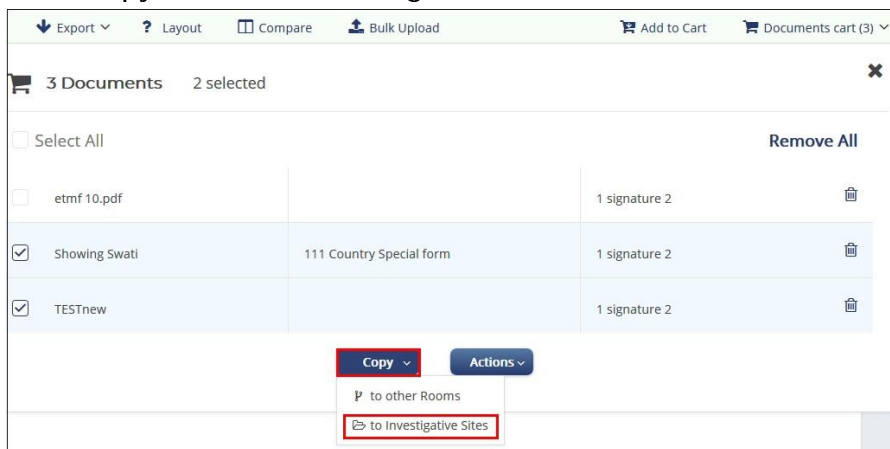 Export ? Layout Compare Bulk Upload Add to Cart Documents cart (3)
3 Documents 2 selected
Select All Remove All
etmf 10.pdf 1 signature 2
Showing Swati 111 Country Special form 1 signature 2
TESTnew 1 signature 2
Copy Actions
to other Rooms
to Investigative Sites